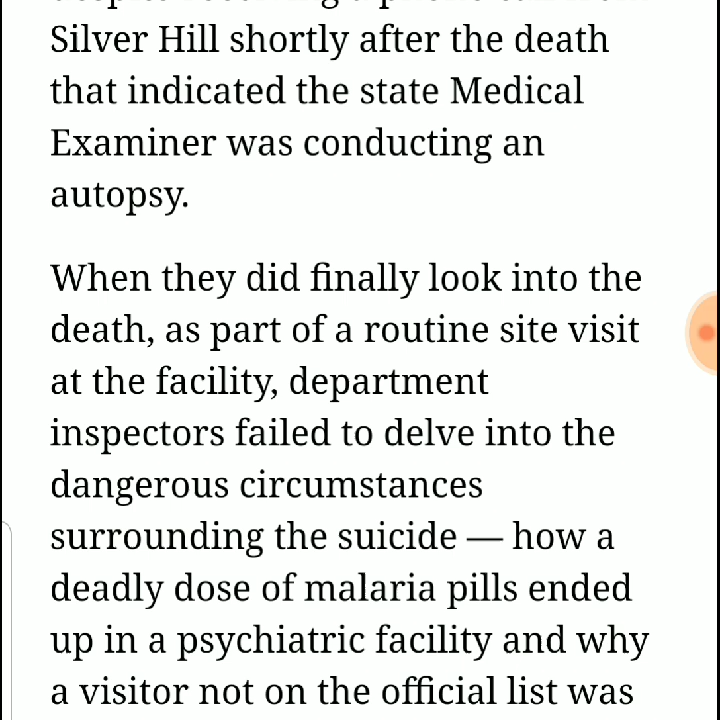 Silver Hill shortly after the death
that indicated the state Medical
Examiner was conducting an
autopsy.
When they did finally look into the
death, as part of a routine site visit
at the facility, department
inspectors failed to delve into the
dangerous circumstances
surrounding the suicide — how a
deadly dose of malaria pills ended
up in a psychiatric facility and why
a visitor not on the official list was